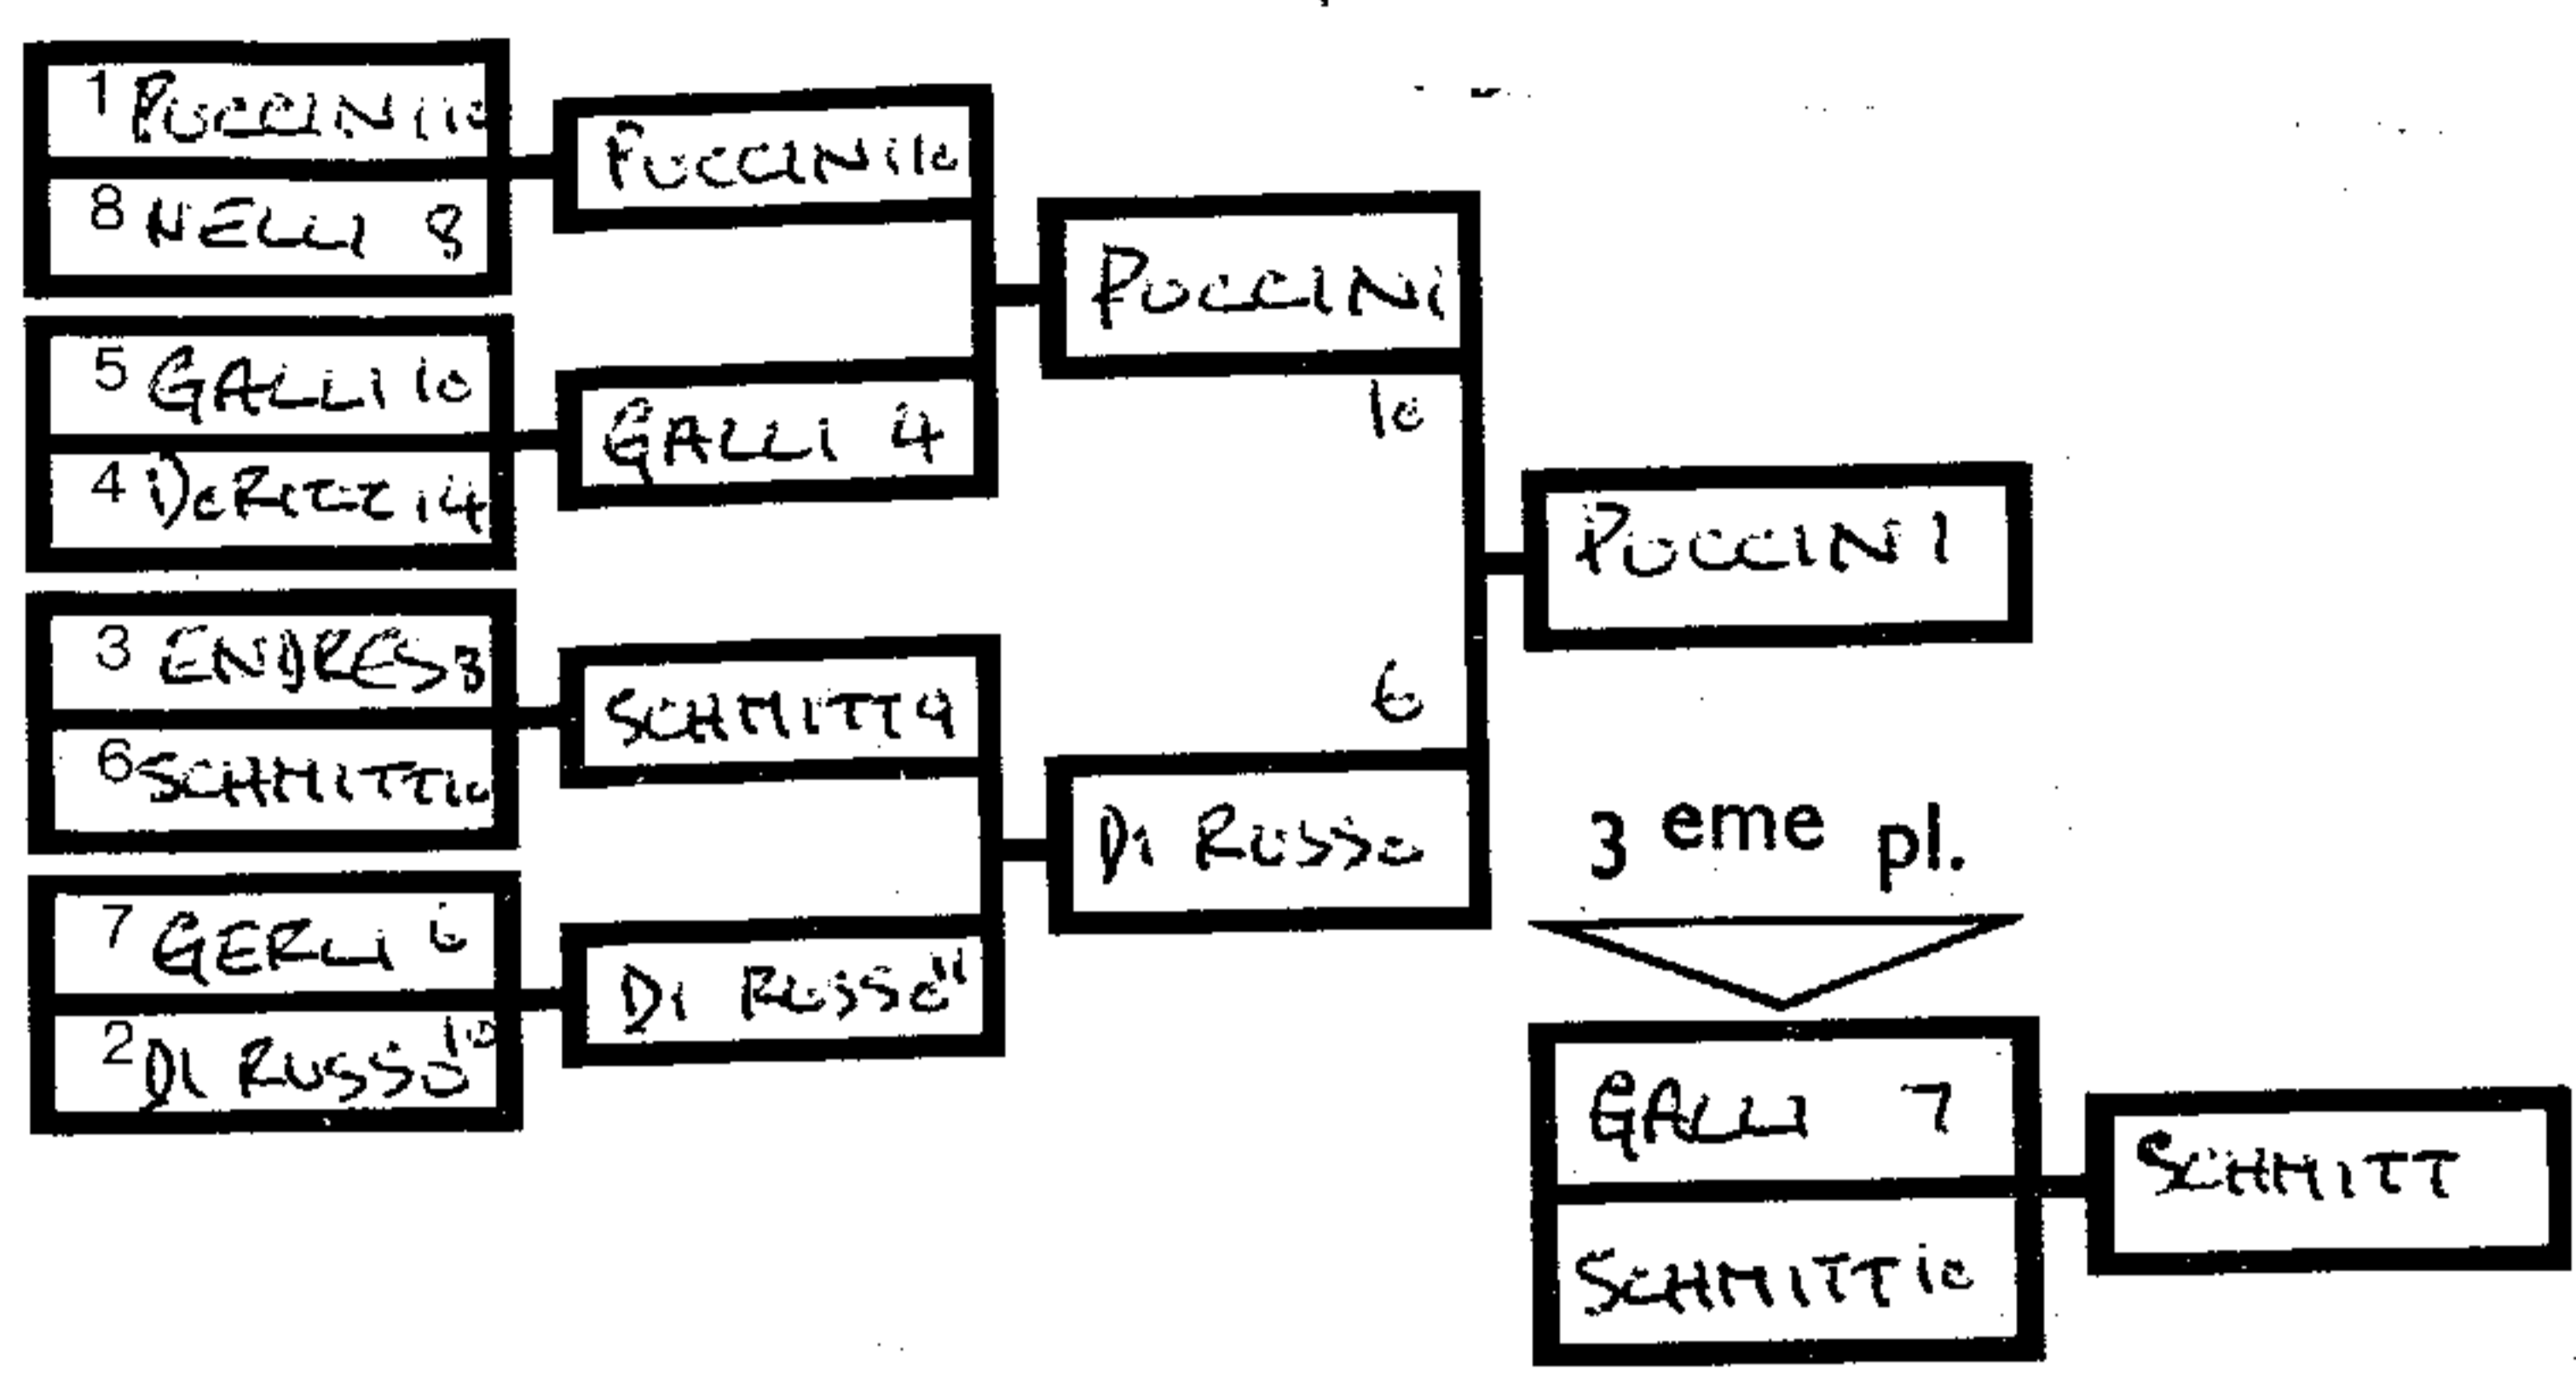 1 PUCCINI 10
8 NELLI 8
5 GALLI 10
4 DERIZZI 4
3 ENDRES 8
6 SCHMITT 10
7 GERLI 6
2 DI RUSSO 10
PUCCINI 10
GALLI 4
SCHMITT 9
DI RUSSO 11
PUCCINI
10
6
DI RUSSO
PUCCINI
3 eme pl.
GALLI 7
SCHMITT 10
SCHMITT